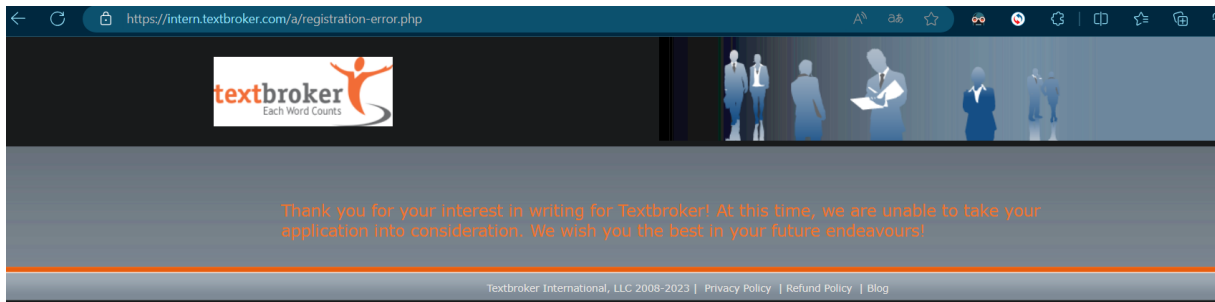 https://intern.textbroker.com/a/registration-error.php
textbroker
Each Word Counts
Thank you for your interest in writing for Textbroker! At this time, we are unable to take your
application into consideration. We wish you the best in your future endeavours!
Textbroker International, LLC 2008-2023 | Privacy Policy | Refund Policy | Blog